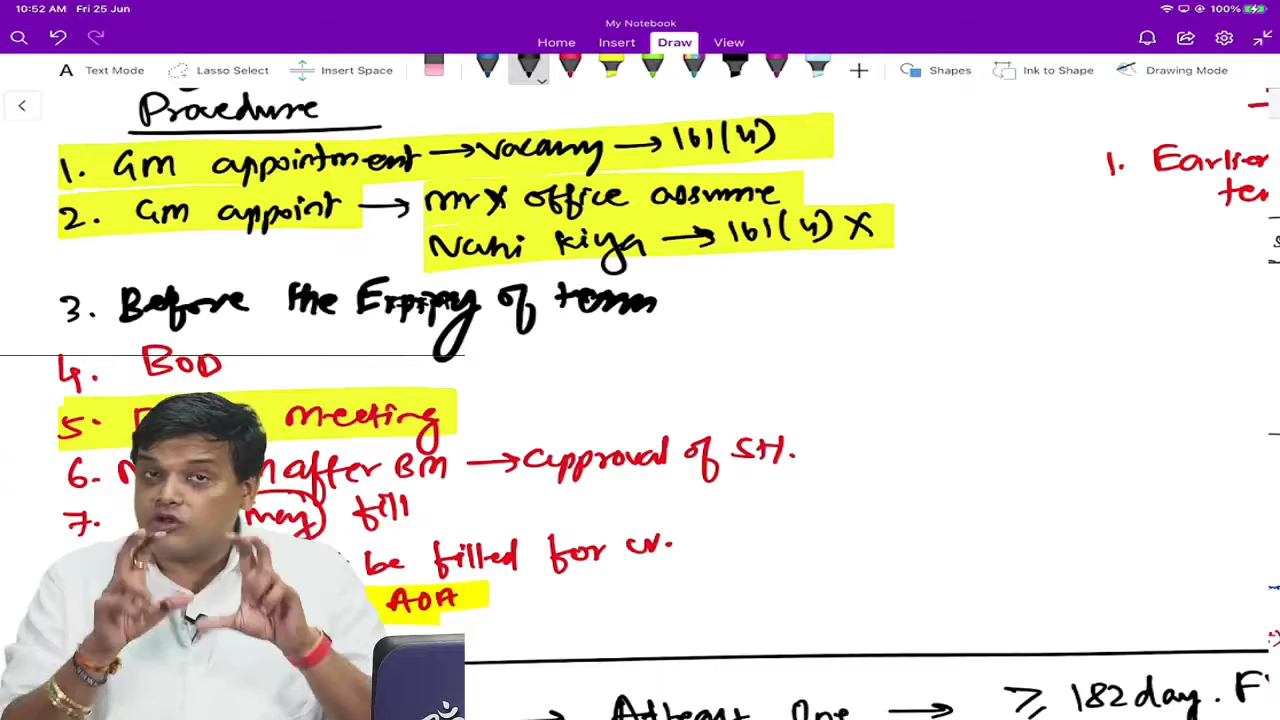 10:52 AM Fri 25 Jun
100%
My Notebook
Home Insert Draw View
A Text Mode Lasso Select Insert Space Shapes Ink to Shape Drawing Mode
Procedure
1. GM appointment → vacancy → 161(4)
2. GM appoint → Mr X office assume
Nahi kiya → 161(4) X
3. Before the Expipy of term
4. BOD
5. Meeting
6. after BM → approval of SH.
7. may fill
be filled for cv.
AOA
1. Earlier
→ Atleast One → ≥ 182 day. F